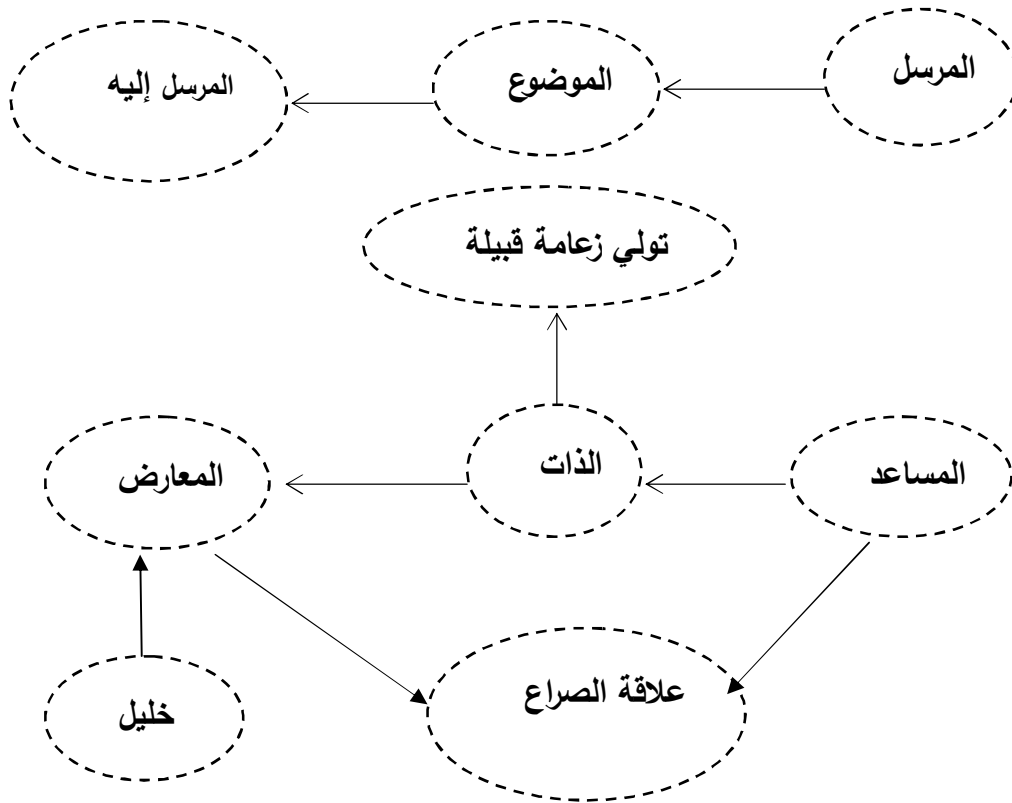 المرسل
الموضوع
المرسل إليه
تولي زعامة قبيلة
المساعد
الذات
المعارض
علاقة الصراع
خليل